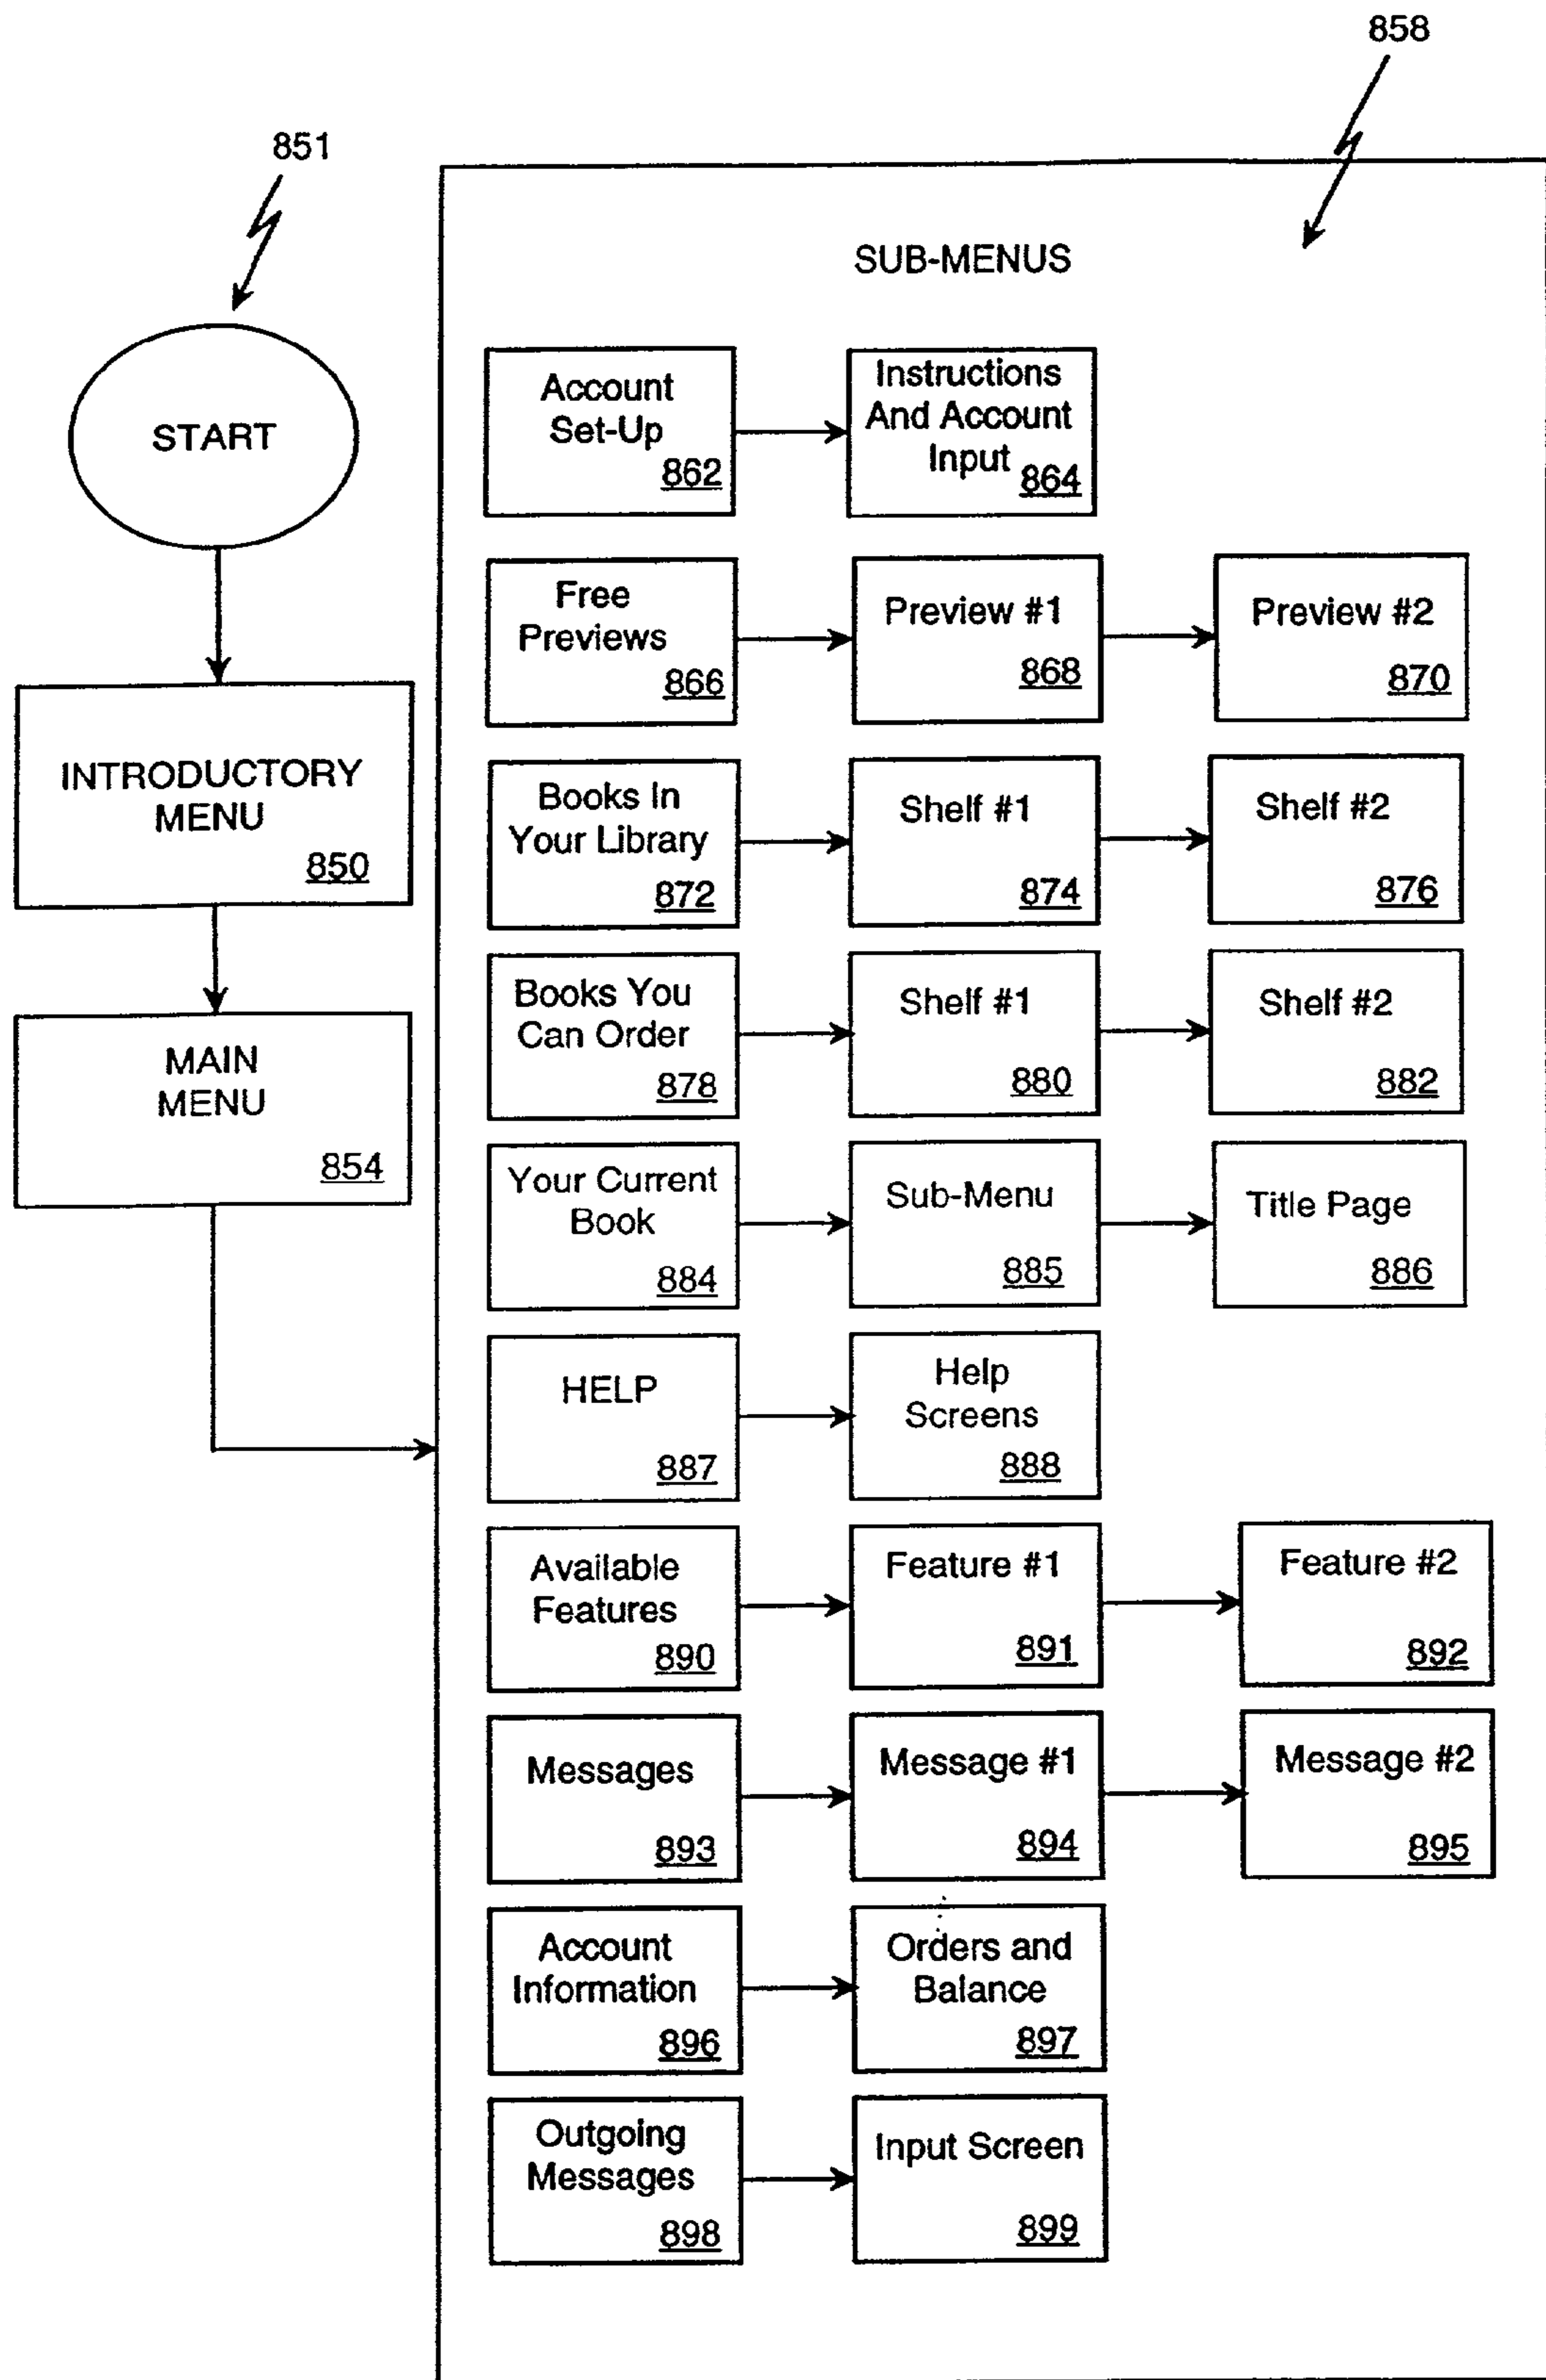 858
851
SUB-MENUS
START
Account
Set-Up
862
Instructions
And Account
Input
864
Free
Previews
866
Preview #1
868
Preview #2
870
INTRODUCTORY
MENU
850
Books In
Your Library
872
Shelf #1
874
Shelf #2
876
Books You
Can Order
878
Shelf #1
880
Shelf #2
882
MAIN
MENU
854
Your Current
Book
884
Sub-Menu
885
Title Page
886
HELP
887
Help
Screens
888
Available
Features
890
Feature #1
891
Feature #2
892
Messages
893
Message #1
894
Message #2
895
Account
Information
896
Orders and
Balance
897
Outgoing
Messages
898
Input Screen
899